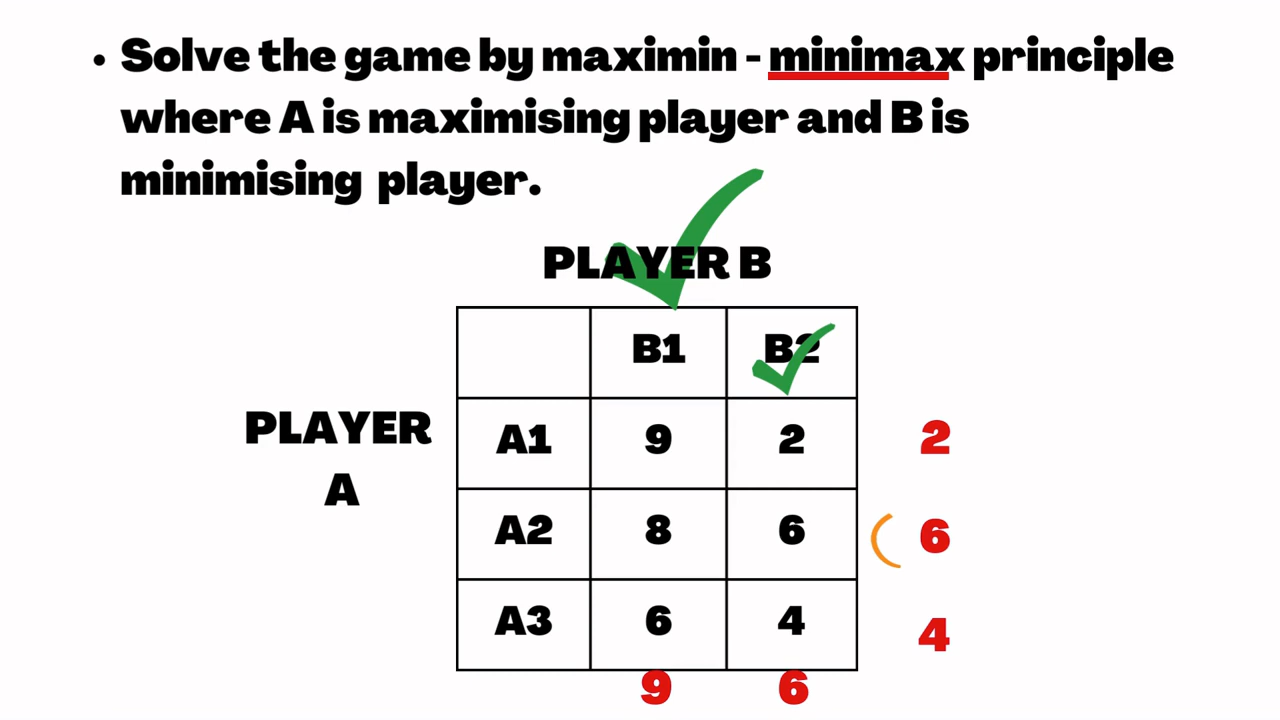 • Solve the game by maximin - minimax principle
where A is maximising player and B is
minimising player.
PLAYER B
B1 B2
PLAYER
A
A1 9 2 2
A2 8 6 6
A3 6 4 4
9 6